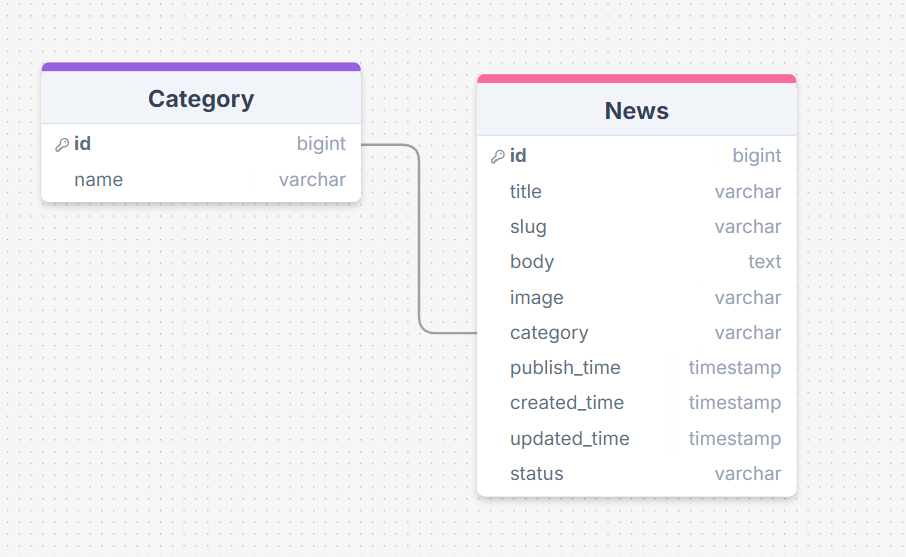 Category
id bigint
name varchar
News
id bigint
title varchar
slug varchar
body text
image varchar
category varchar
publish_time timestamp
created_time timestamp
updated_time timestamp
status varchar